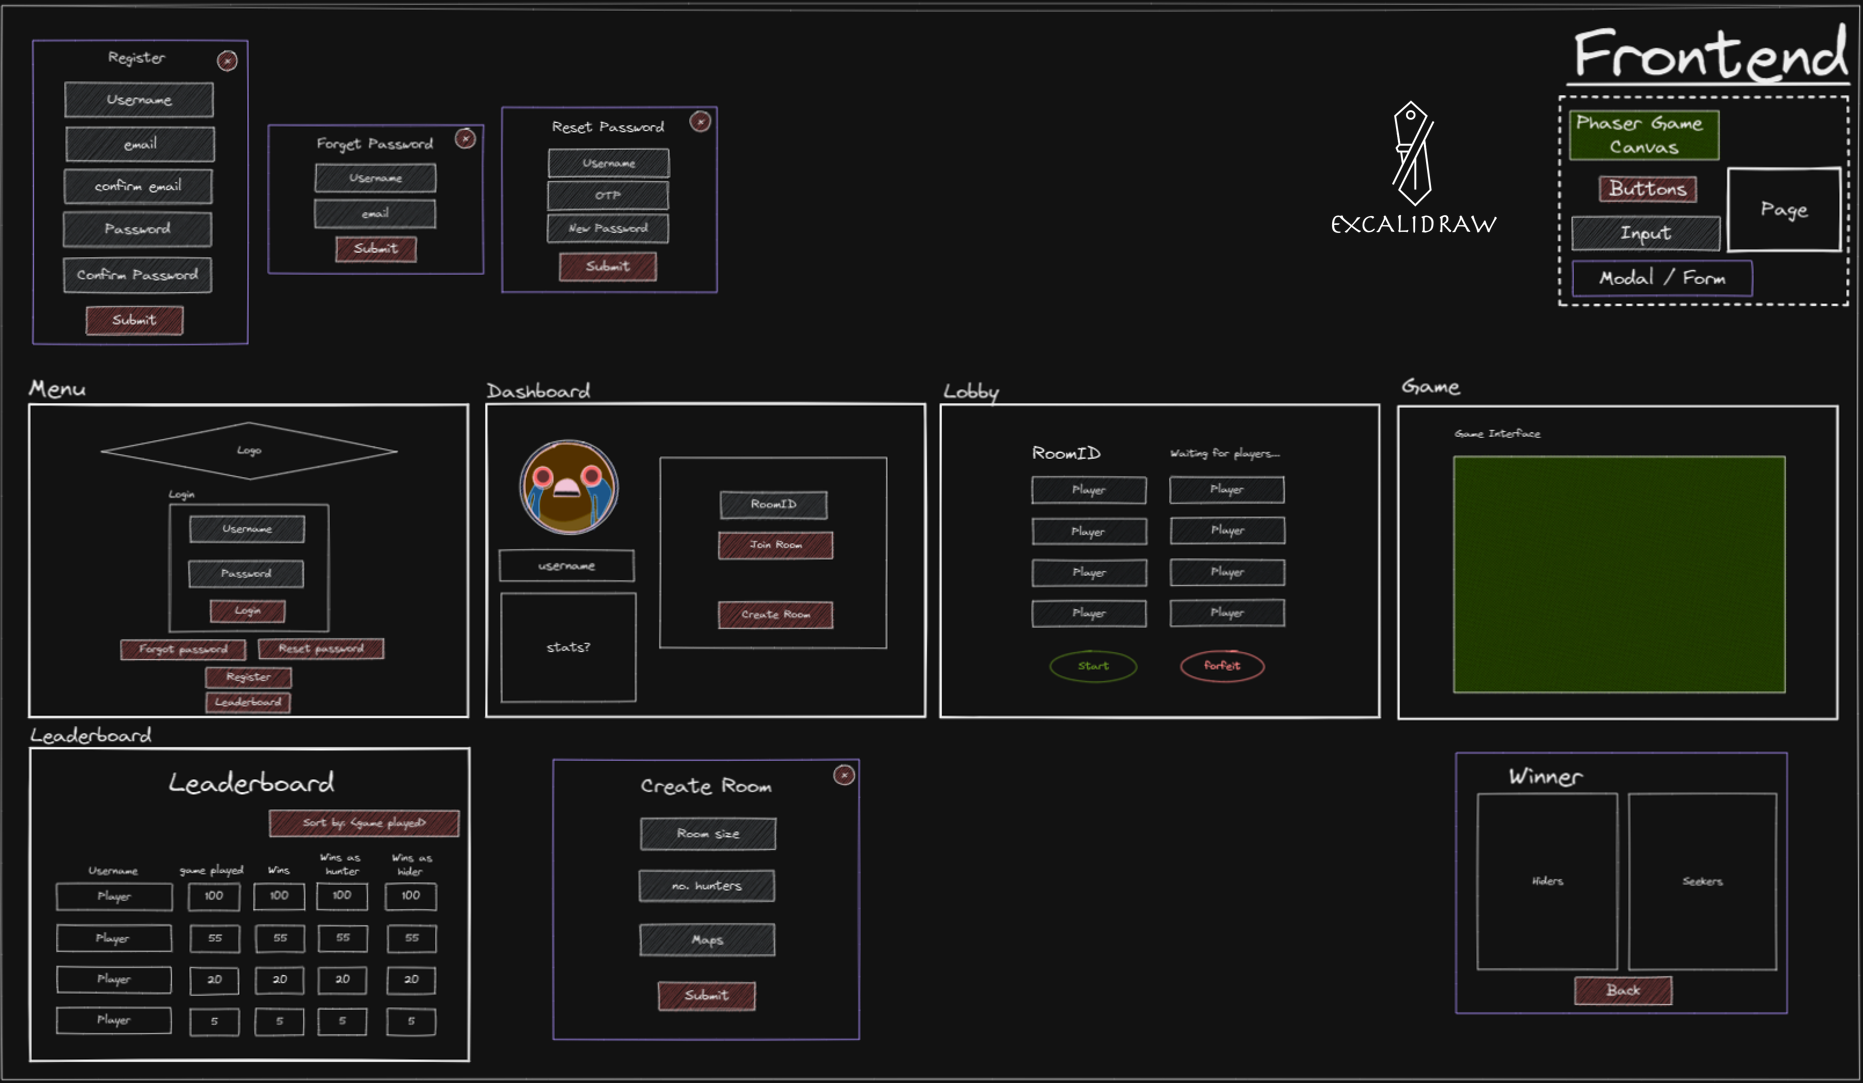 Frontend
Phaser Game
Canvas
Buttons
Input
Page
Modal / Form
EXCALIDRAW
Register
x
Username
email
confirm email
Password
Confirm Password
Submit
Forget Password
x
Username
email
Submit
Reset Password
x
Username
OTP
New Password
Submit
Menu
Logo
Login
Username
Password
Login
Forgot password
Reset password
Register
Leaderboard
Dashboard
username
stats?
RoomID
Join Room
Create Room
Lobby
RoomID
Waiting for players...
Player Player
Player Player
Player Player
Player Player
Start
forfeit
Game
Game Interface
Leaderboard
Leaderboard
Sort by: <game played>
Username game played Wins Wins as hunter Wins as hider
Player 100 100 100 100
Player 55 55 55 55
Player 20 20 20 20
Player 5 5 5 5
Create Room
x
Room size
no. hunters
Maps
Submit
Winner
Hiders
Seekers
Back